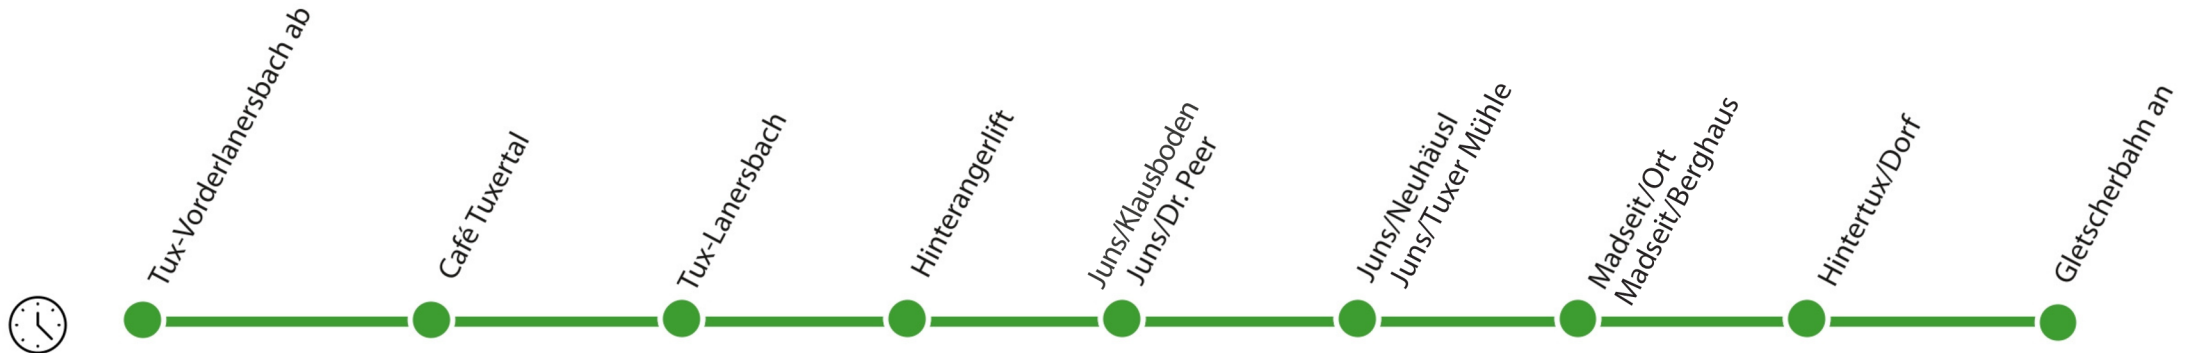 Tux-Vorderlanersbach ab
Café Tuxertal
Tux-Lanersbach
Hinterangerlift
Juns/Klausboden
Juns/Dr. Peer
Juns/Neuhäusl
Juns/Tuxer Mühle
Madseit/Ort
Madseit/Berghaus
Hintertux/Dorf
Gletscherbahn an